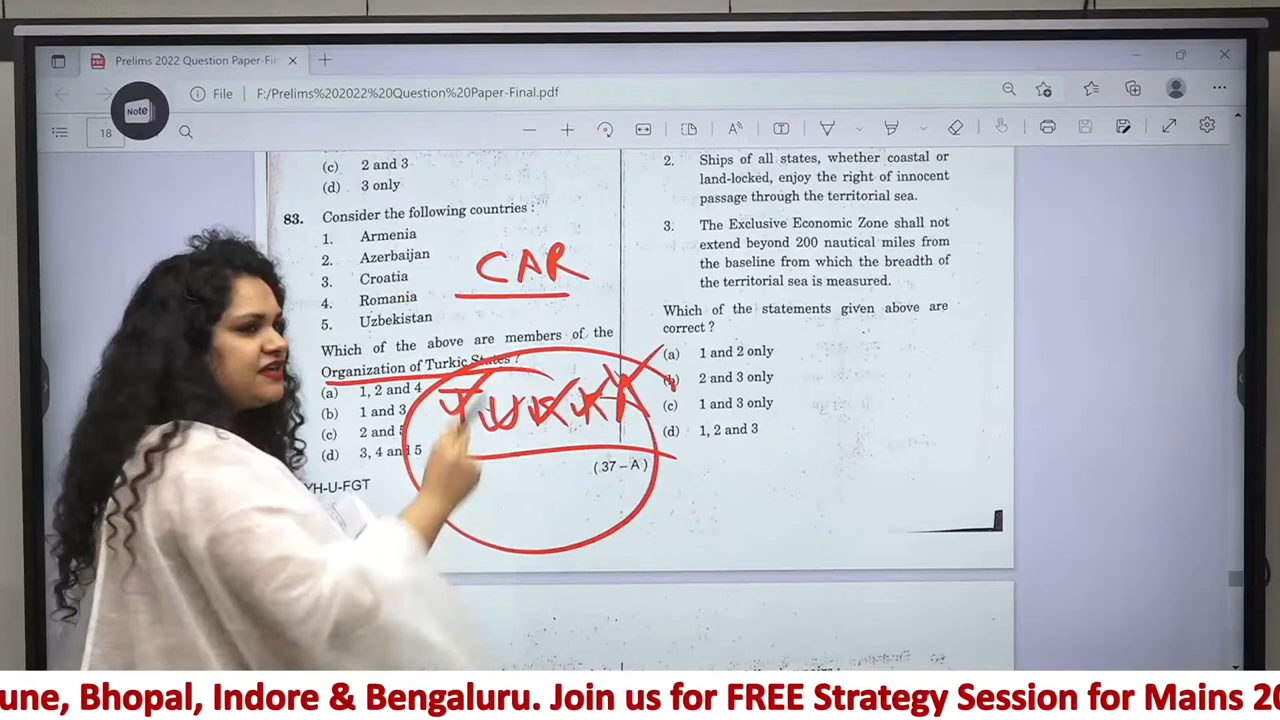 Prelims 2022 Question Paper-Fin
File F:/Prelims%202022%20Question%20Paper-Final.pdf
Note
18
(c) 2 and 3
(d) 3 only
83. Consider the following countries :
1. Armenia
2. Azerbaijan
3. Croatia
4. Romania
5. Uzbekistan
CAR
Which of the above are members of the
Organization of Turkic States ?
(a) 1, 2 and 4
(b) 1 and 3
(c) 2 and 5
(d) 3, 4 and 5
YH-U-FGT
(37 – A)
2. Ships of all states, whether coastal or
land-locked, enjoy the right of innocent
passage through the territorial sea.
3. The Exclusive Economic Zone shall not
extend beyond 200 nautical miles from
the baseline from which the breadth of
the territorial sea is measured.
Which of the statements given above are
correct ?
(a) 1 and 2 only
(b) 2 and 3 only
(c) 1 and 3 only
(d) 1, 2 and 3
une, Bhopal, Indore & Bengaluru. Join us for FREE Strategy Session for Mains 20